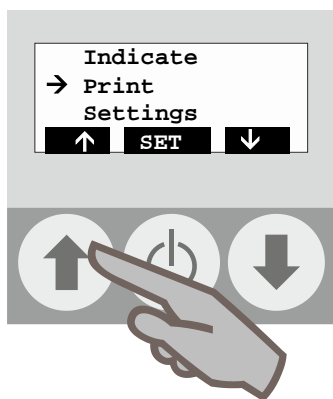 Indicate
→ Print
Settings
↑ SET ↓